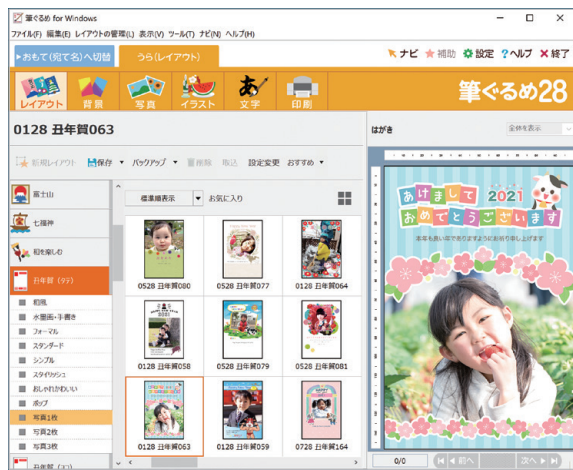 筆ぐるめ for Windows
ファイル(F) 編集(E) レイアウトの管理(L) 表示(V) ツール(T) ナビ(N) ヘルプ(H)
▸おもて(宛て名)へ切替
うら(レイアウト)
ナビ ★補助 設定 ?ヘルプ ×終了
レイアウト 背景 写真 イラスト 文字 印刷
筆ぐるめ28
0128 丑年賀063
はがき
全体を表示
新規レイアウト 保存 ▼ バックアップ ▼ 削除 取込 設定変更 おすすめ ▼
富士山
七福神
和を楽しむ
丑年賀 (タテ)
和風
水墨画・手書き
フォーマル
スタンダード
シンプル
スタイリッシュ
おしゃれかわいい
ポップ
写真1枚
写真2枚
写真3枚
丑年賀 (ヨコ)
標準順表示 ▼ お気に入り
0528 丑年賀080
0528 丑年賀077
0128 丑年賀064
0128 丑年賀058
0528 丑年賀079
0528 丑年賀081
0128 丑年賀063
0128 丑年賀059
0728 丑年賀164
あけまして 2021
おめでとうございます
本年も良い年でありますようにお祈り申し上げます
0/0
前へ
次へ